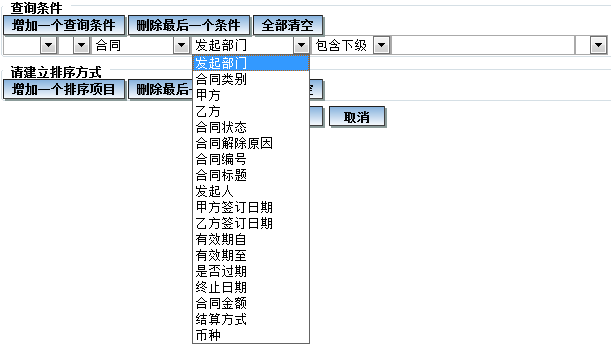 查询条件
增加一个查询条件 删除最后一个条件 全部清空
合同 发起部门 包含下级
发起部门
请建立排序方式
合同类别
增加一个排序项目 删除最后一 空
甲方
乙方 取消
合同状态
合同解除原因
合同编号
合同标题
发起人
甲方签订日期
乙方签订日期
有效期自
有效期至
是否过期
终止日期
合同金额
结算方式
币种